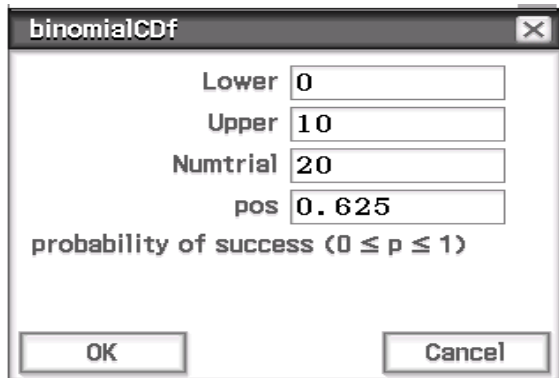 binomialCDf
Lower 0
Upper 10
Numtrial 20
pos 0.625
probability of success (0 ≤ p ≤ 1)
OK Cancel